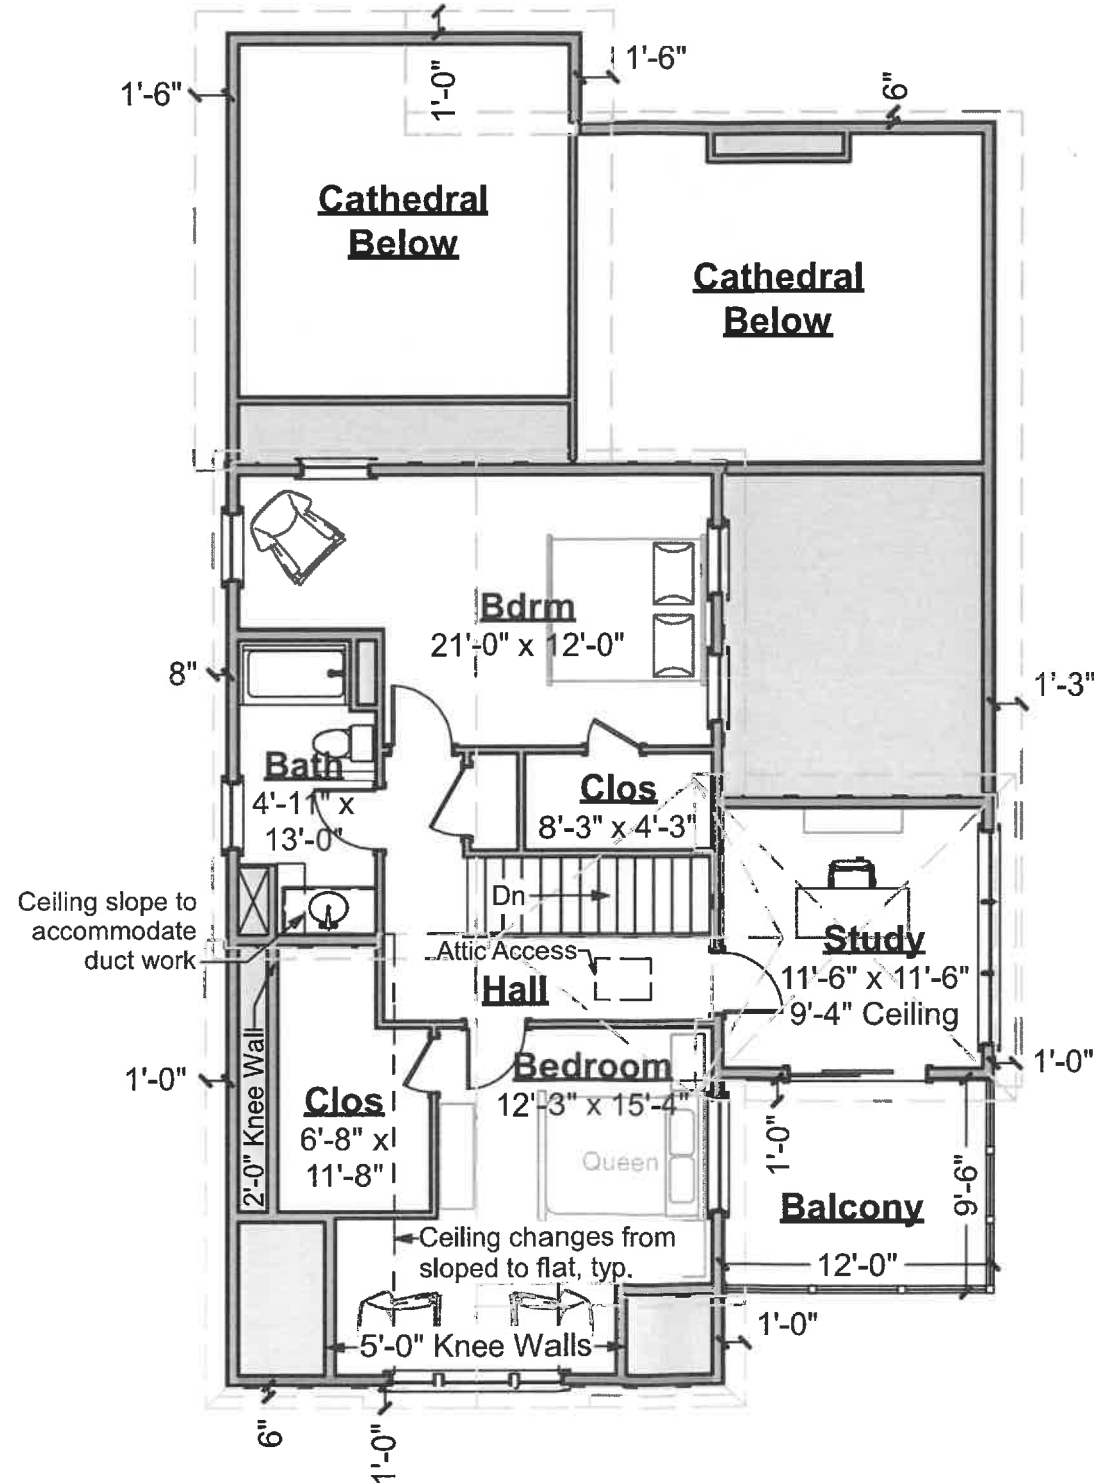 1'-6"
1'-0"
1'-6"
6"
Cathedral
Below
Cathedral
Below
Bdrm
21'-0" x 12'-0"
8"
1'-3"
Bath
4'-11" x
13'-0"
Clos
8'-3" x 4'-3"
Dn
Ceiling slope to
accommodate
duct work
Attic Access
Hall
Study
11'-6" x 11'-6"
9'-4" Ceiling
1'-0"
2'-0" Knee Wall
Clos
6'-8" x
11'-8"
Bedroom
12'-3" x 15'-4"
Queen
1'-0"
1'-0"
Balcony
9'-6"
12'-0"
Ceiling changes from
sloped to flat, typ.
5'-0" Knee Walls
1'-0"
6"
1'-0"